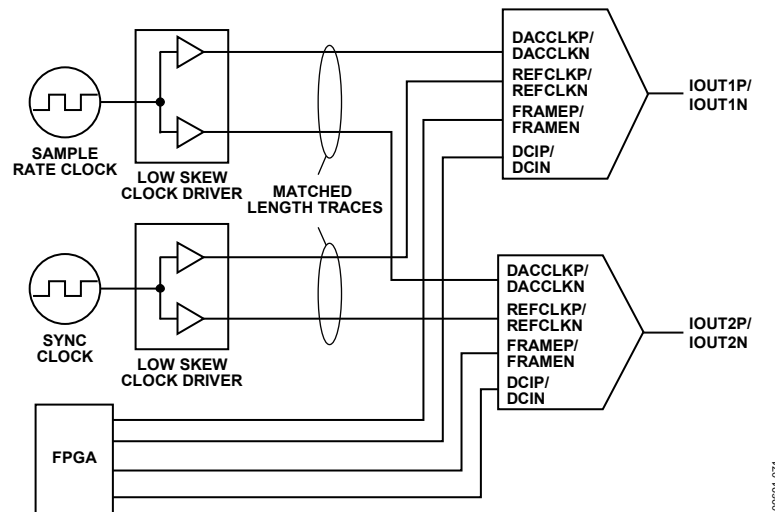 SAMPLE
RATE CLOCK
LOW SKEW
CLOCK DRIVER
MATCHED
LENGTH TRACES
DACCLKP/
DACCLKN
REFCLKP/
REFCLKN
FRAMEP/
FRAMEN
DCIP/
DCIN
IOUT1P/
IOUT1N
SYNC
CLOCK
LOW SKEW
CLOCK DRIVER
DACCLKP/
DACCLKN
REFCLKP/
REFCLKN
FRAMEP/
FRAMEN
DCIP/
DCIN
IOUT2P/
IOUT2N
FPGA